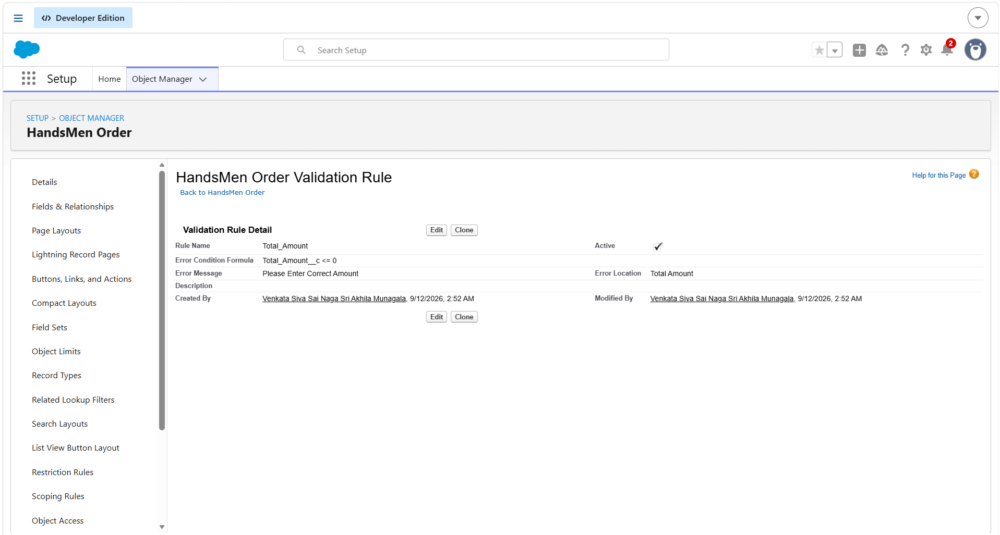 Developer Edition
Search Setup
2
Setup
Home
Object Manager
SETUP > OBJECT MANAGER
HandsMen Order
Details
Fields & Relationships
Page Layouts
Lightning Record Pages
Buttons, Links, and Actions
Compact Layouts
Field Sets
Object Limits
Record Types
Related Lookup Filters
Search Layouts
List View Button Layout
Restriction Rules
Scoping Rules
Object Access
HandsMen Order Validation Rule
Help for this Page
Back to HandsMen Order
Validation Rule Detail
Edit Clone
Rule Name Total_Amount Active
Error Condition Formula Total_Amount__c <= 0
Error Message Please Enter Correct Amount Error Location Total Amount
Description
Created By Venkata Siva Sai Naga Sri Akhila Munagala, 9/12/2026, 2:52 AM Modified By Venkata Siva Sai Naga Sri Akhila Munagala, 9/12/2026, 2:52 AM
Edit Clone